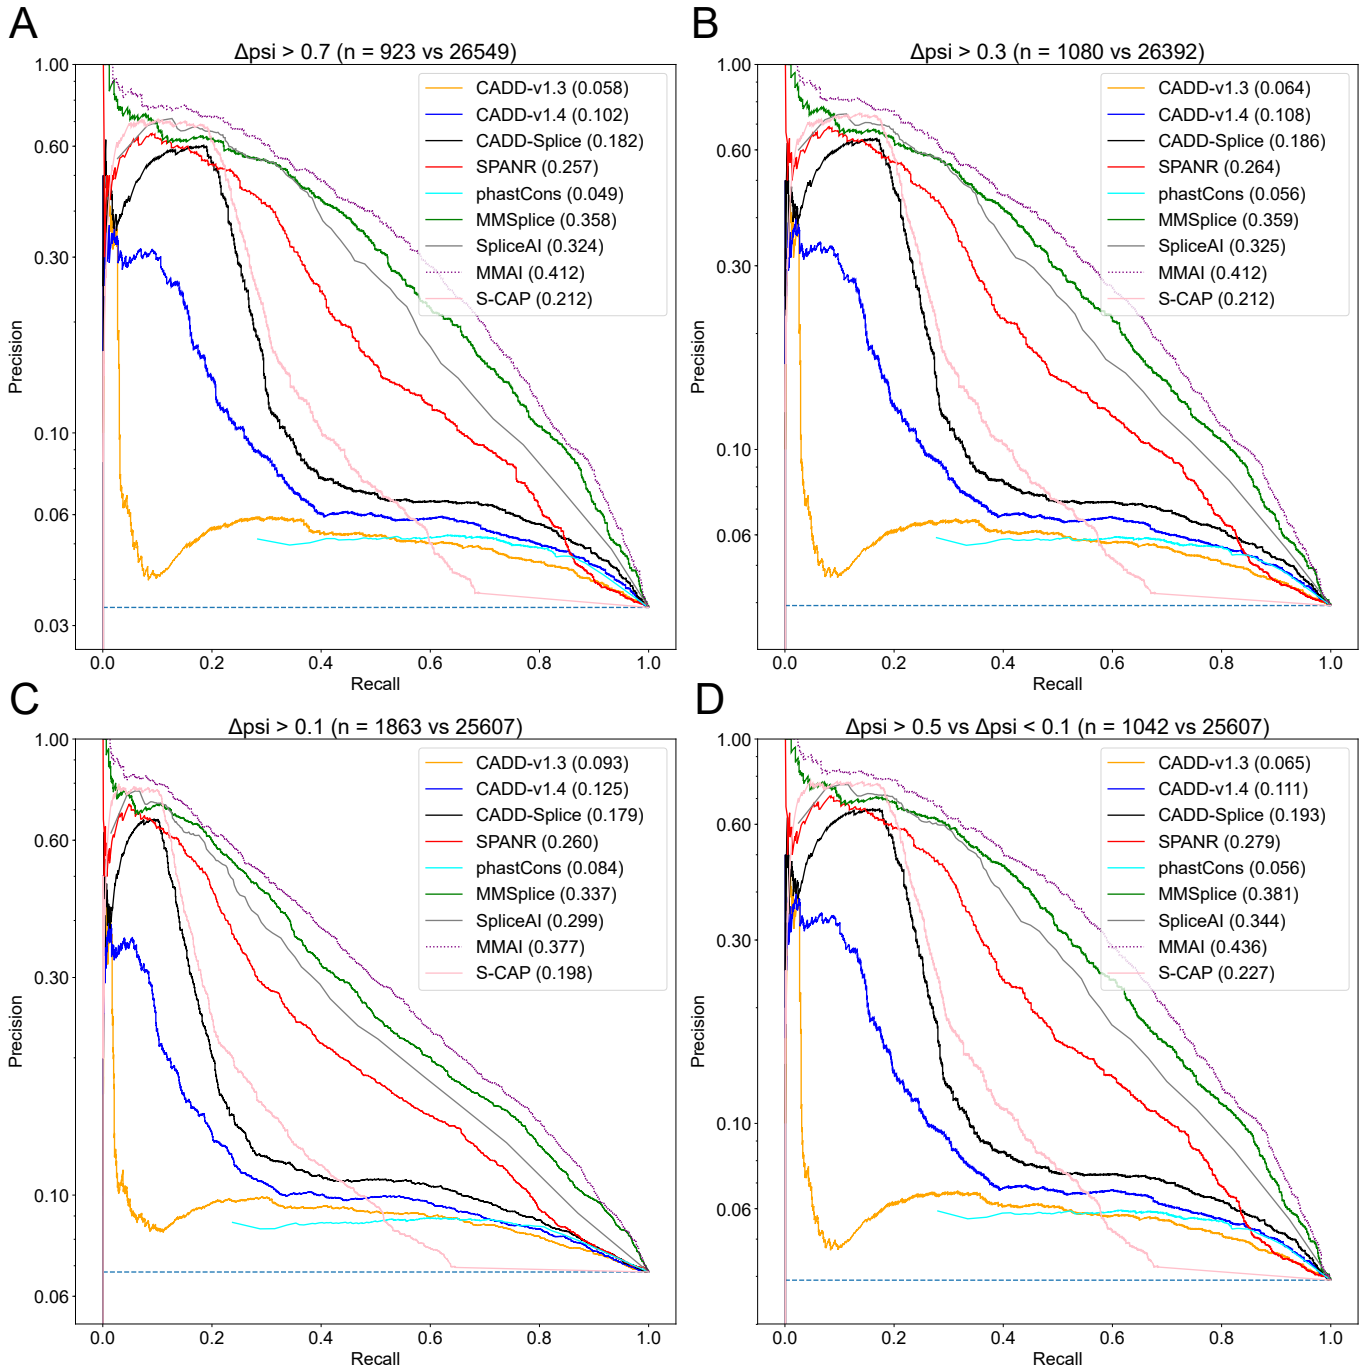 A
Δpsi > 0.7 (n = 923 vs 26549)
CADD-v1.3 (0.058)
CADD-v1.4 (0.102)
CADD-Splice (0.182)
SPANR (0.257)
phastCons (0.049)
MMSplice (0.358)
SpliceAI (0.324)
MMAI (0.412)
S-CAP (0.212)
1.00
0.60
0.30
0.10
0.06
0.03
Precision
0.0 0.2 0.4 0.6 0.8 1.0
Recall
B
Δpsi > 0.3 (n = 1080 vs 26392)
CADD-v1.3 (0.064)
CADD-v1.4 (0.108)
CADD-Splice (0.186)
SPANR (0.264)
phastCons (0.056)
MMSplice (0.359)
SpliceAI (0.325)
MMAI (0.412)
S-CAP (0.212)
1.00
0.60
0.30
0.10
0.06
Precision
0.0 0.2 0.4 0.6 0.8 1.0
Recall
C
Δpsi > 0.1 (n = 1863 vs 25607)
CADD-v1.3 (0.093)
CADD-v1.4 (0.125)
CADD-Splice (0.179)
SPANR (0.260)
phastCons (0.084)
MMSplice (0.337)
SpliceAI (0.299)
MMAI (0.377)
S-CAP (0.198)
1.00
0.60
0.30
0.10
0.06
Precision
0.0 0.2 0.4 0.6 0.8 1.0
Recall
D
Δpsi > 0.5 vs Δpsi < 0.1 (n = 1042 vs 25607)
CADD-v1.3 (0.065)
CADD-v1.4 (0.111)
CADD-Splice (0.193)
SPANR (0.279)
phastCons (0.056)
MMSplice (0.381)
SpliceAI (0.344)
MMAI (0.436)
S-CAP (0.227)
1.00
0.60
0.30
0.10
0.06
Precision
0.0 0.2 0.4 0.6 0.8 1.0
Recall